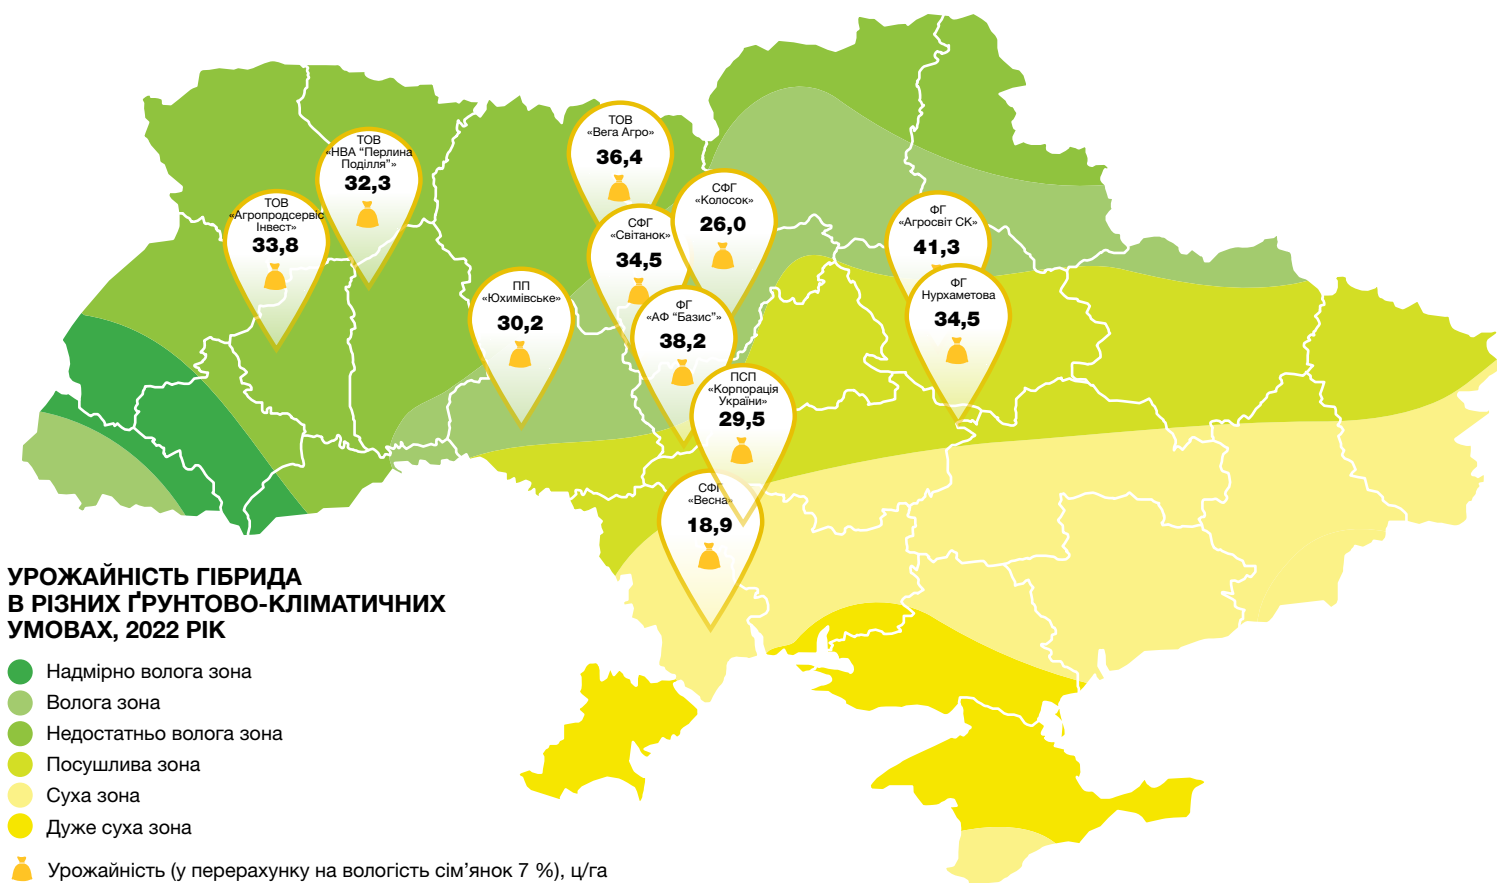 ТОВ
«Вега Агро»
36,4
ТОВ
«НВА “Перлина
Поділля”»
32,3
СФГ
«Колосок»
26,0
ТОВ
«Агропродсервіс
Інвест»
33,8
СФГ
«Світанок»
34,5
ФГ
«Агросвіт СК»
41,3
ПП
«Юхимівське»
30,2
ФГ
«АФ “Базис”»
38,2
ФГ
Нурхаметова
34,5
ПСП
«Корпорація
України»
29,5
СФГ
«Весна»
18,9
УРОЖАЙНІСТЬ ГІБРИДА
В РІЗНИХ ҐРУНТОВО-КЛІМАТИЧНИХ
УМОВАХ, 2022 РІК
Надмірно волога зона
Волога зона
Недостатньо волога зона
Посушлива зона
Суха зона
Дуже суха зона
Урожайність (у перерахунку на вологість сім’янок 7 %), ц/га